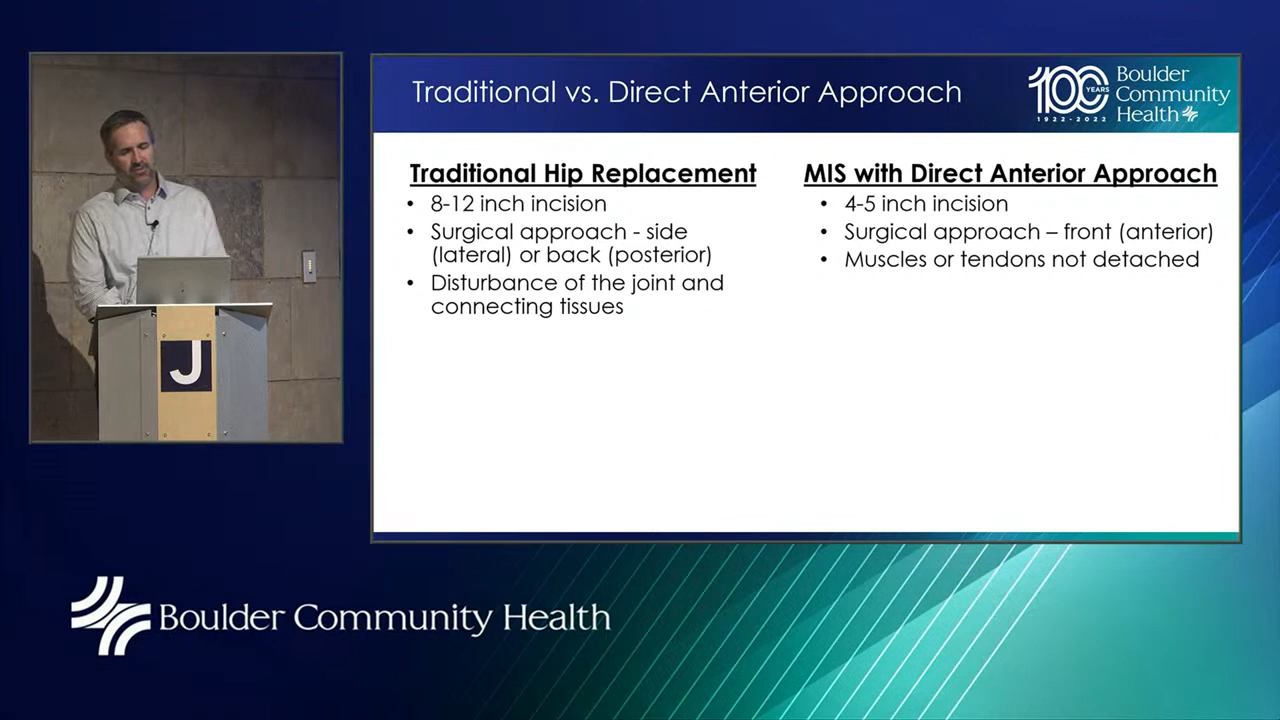 Traditional vs. Direct Anterior Approach
100
YEARS
1922-2022
Boulder
Community
Health
Traditional Hip Replacement
• 8-12 inch incision
• Surgical approach - side
(lateral) or back (posterior)
• Disturbance of the joint and
connecting tissues
MIS with Direct Anterior Approach
• 4-5 inch incision
• Surgical approach – front (anterior)
• Muscles or tendons not detached
J
Boulder Community Health